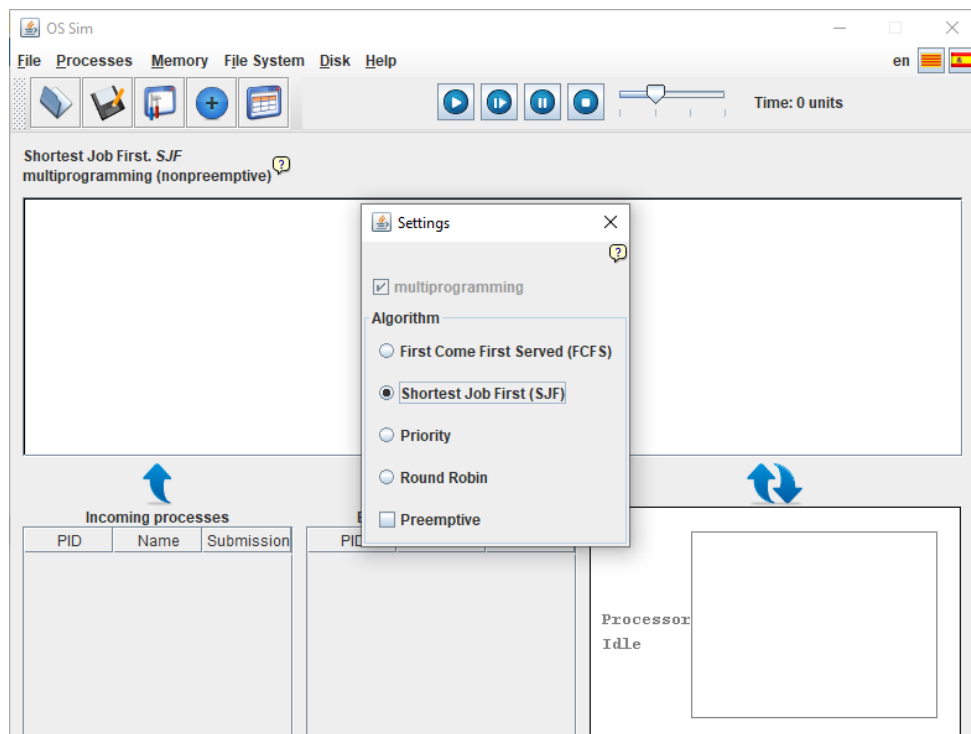 OS Sim
File Processes Memory File System Disk Help
en
Time: 0 units
Shortest Job First. SJF
multiprogramming (nonpreemptive)
Settings
multiprogramming
Algorithm
First Come First Served (FCFS)
Shortest Job First (SJF)
Priority
Round Robin
Preemptive
Incoming processes
PID Name Submission
PID
Processor
Idle